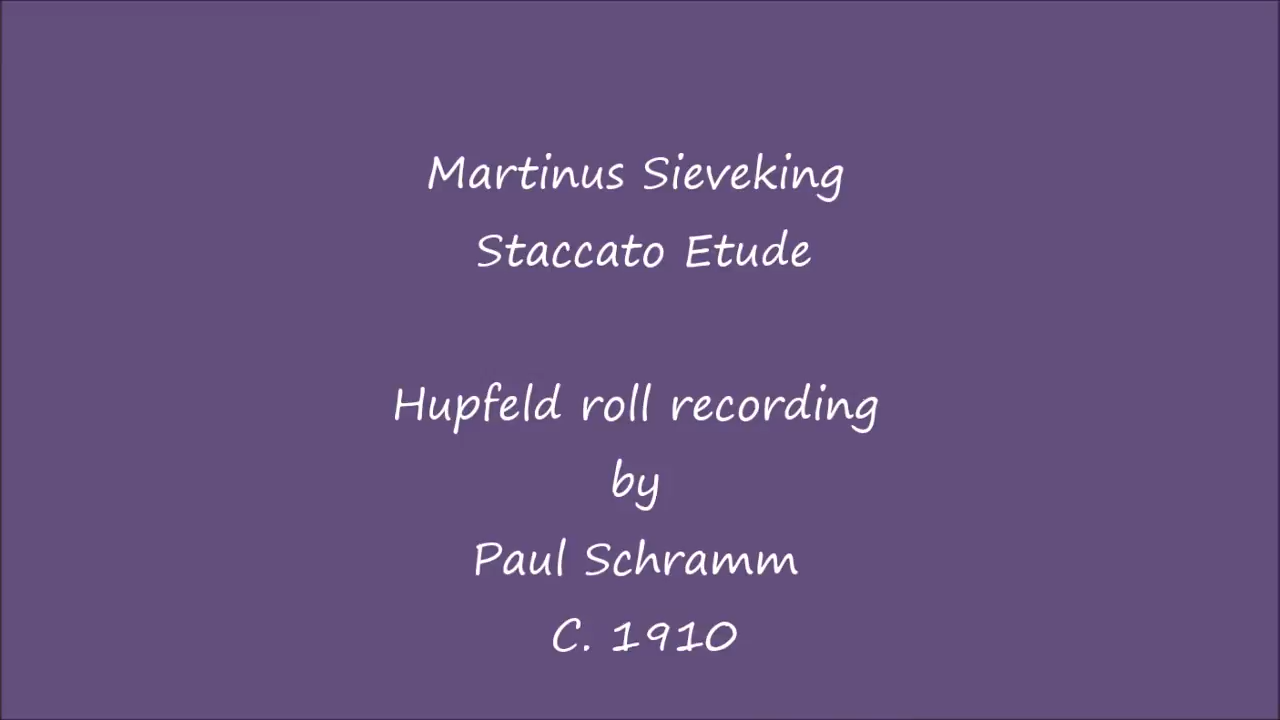 Martinus Sieveking
Staccato Etude
Hupfeld roll recording
by
Paul Schramm
C. 1910